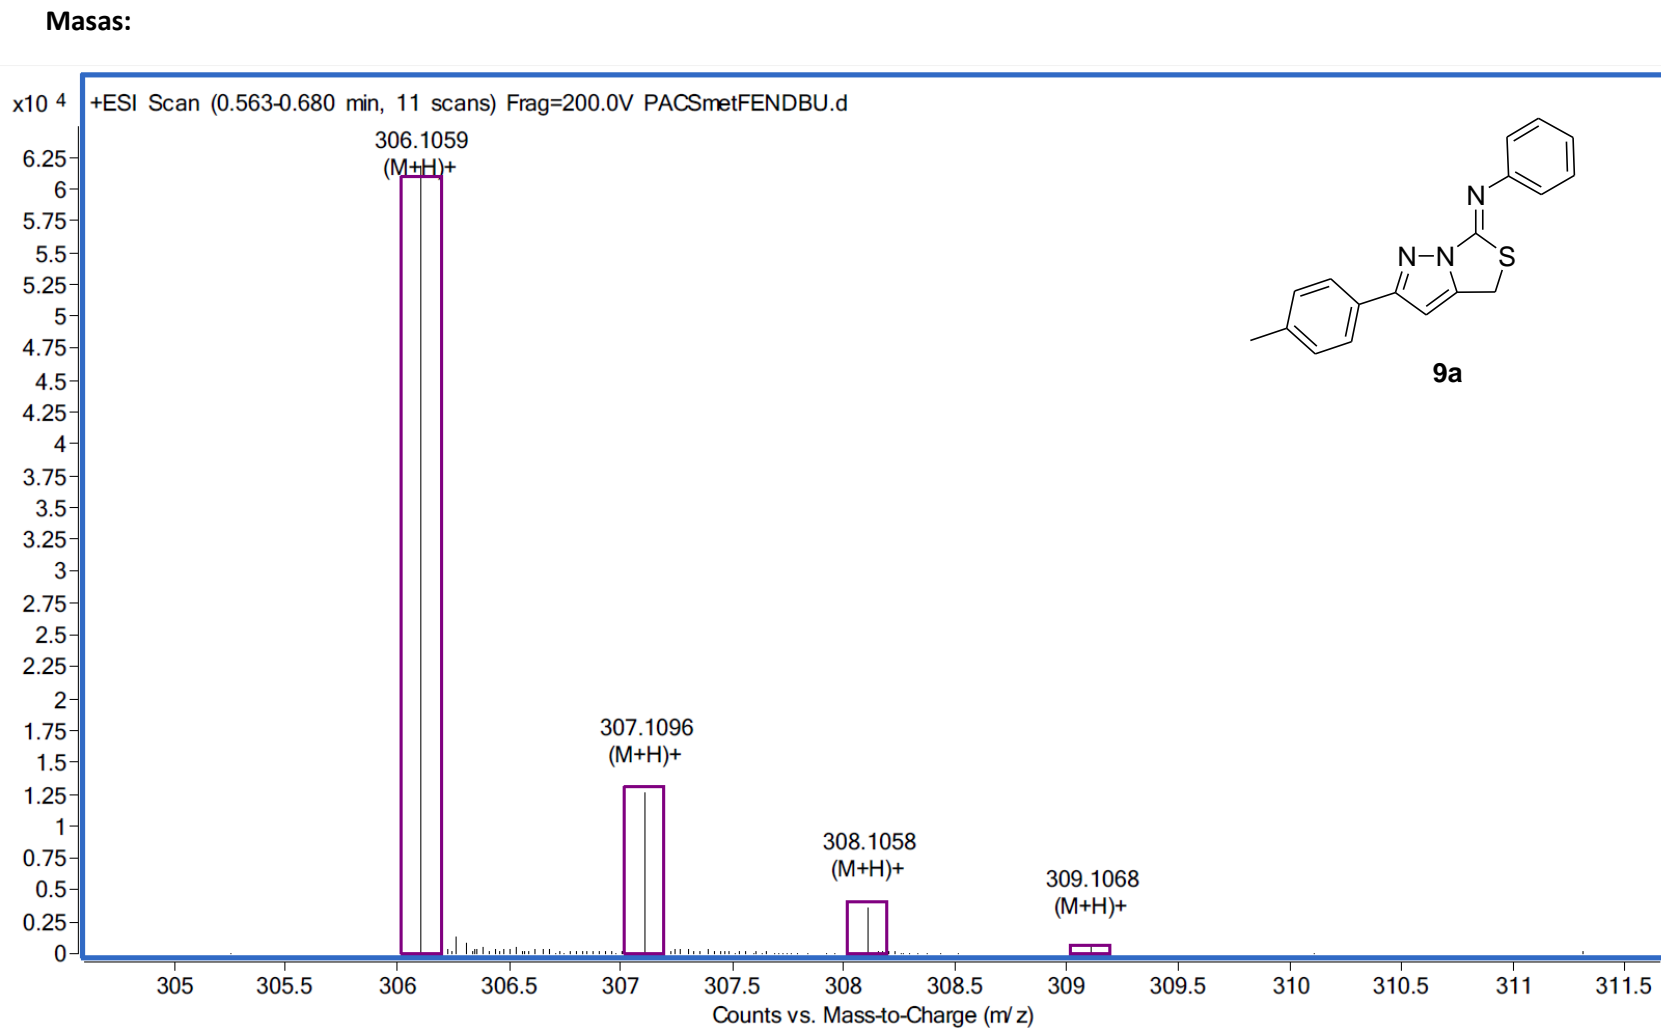 Masas:
x10 4
+ESI Scan (0.563-0.680 min, 11 scans) Frag=200.0V PACSmetFENDBU.d
306.1059
(M+H)+
6.25
6
5.75
5.5
5.25
5
4.75
4.5
4.25
4
3.75
3.5
3.25
3
2.75
2.5
2.25
2
1.75
1.5
1.25
1
0.75
0.5
0.25
0
N
N N S
9a
307.1096
(M+H)+
308.1058
(M+H)+
309.1068
(M+H)+
305 305.5 306 306.5 307 307.5 308 308.5 309 309.5 310 310.5 311 311.5
Counts vs. Mass-to-Charge (m/z)